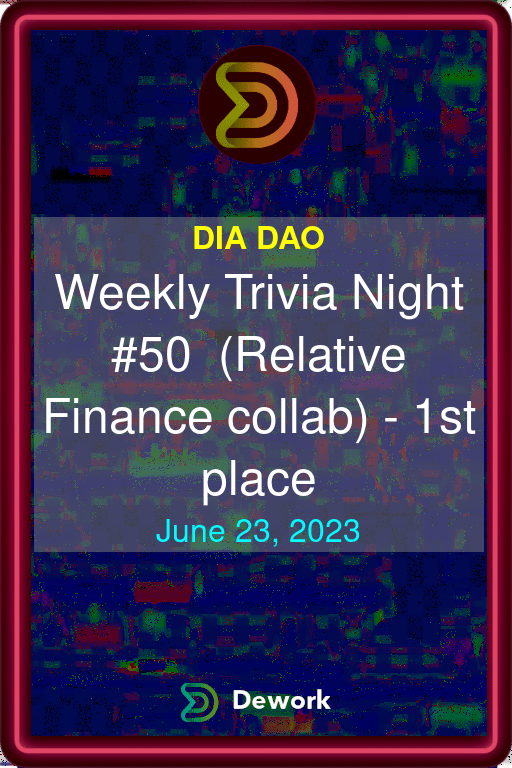 DIA DAO
Weekly Trivia Night
#50  (Relative
Finance collab) - 1st
place
June 23, 2023
Dework